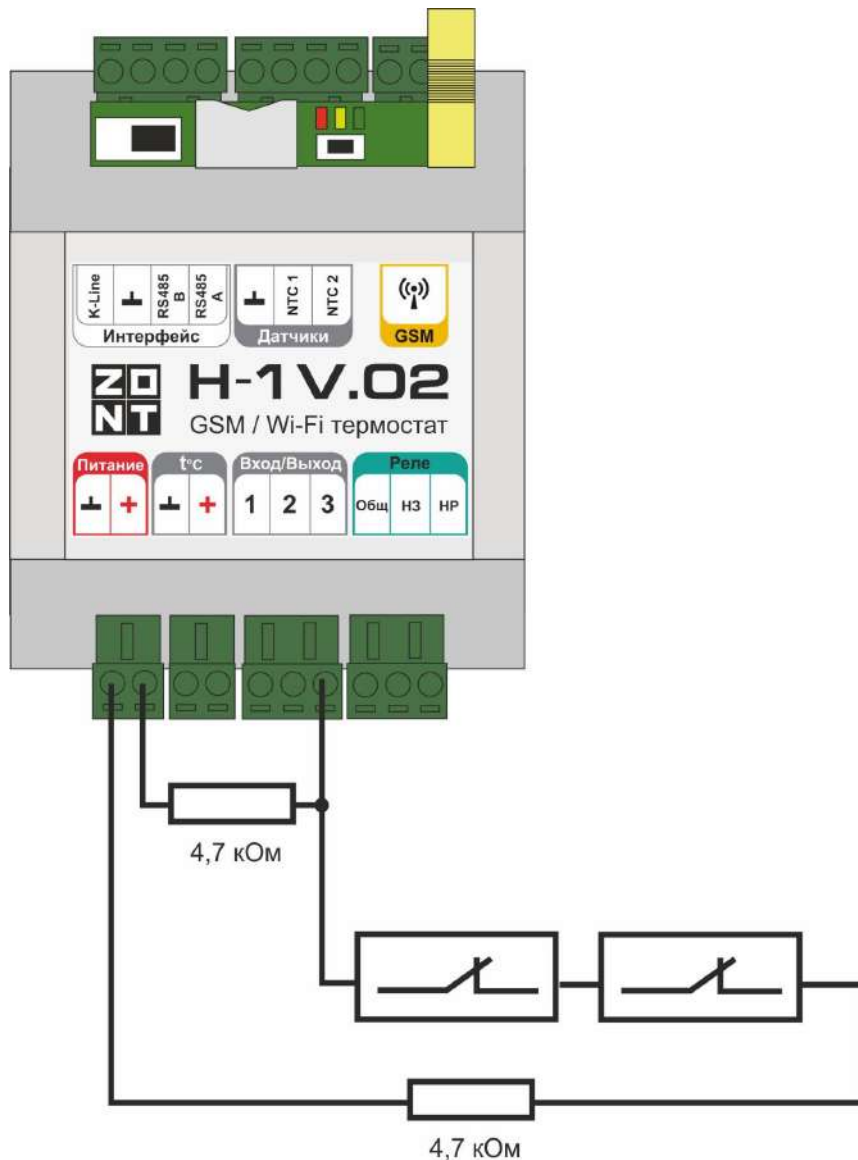 K-Line
RS485 B
RS485 A
NTC 1
NTC 2
Интерфейс
Датчики
GSM
ZONT
H-1V.02
GSM / Wi-Fi термостат
Питание
t°C
Вход/Выход
Реле
+
+
1
2
3
Общ
НЗ
НР
4,7 кОм
4,7 кОм